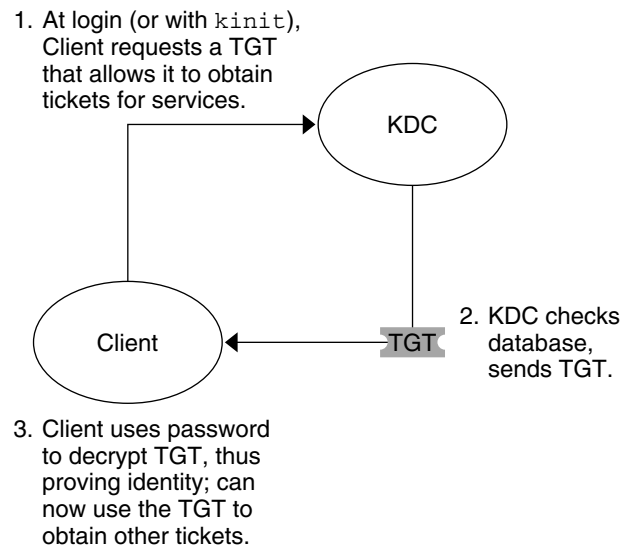 1. At login (or with kinit),
Client requests a TGT
that allows it to obtain
tickets for services.
KDC
Client
TGT
2. KDC checks
database,
sends TGT.
3. Client uses password
to decrypt TGT, thus
proving identity; can
now use the TGT to
obtain other tickets.